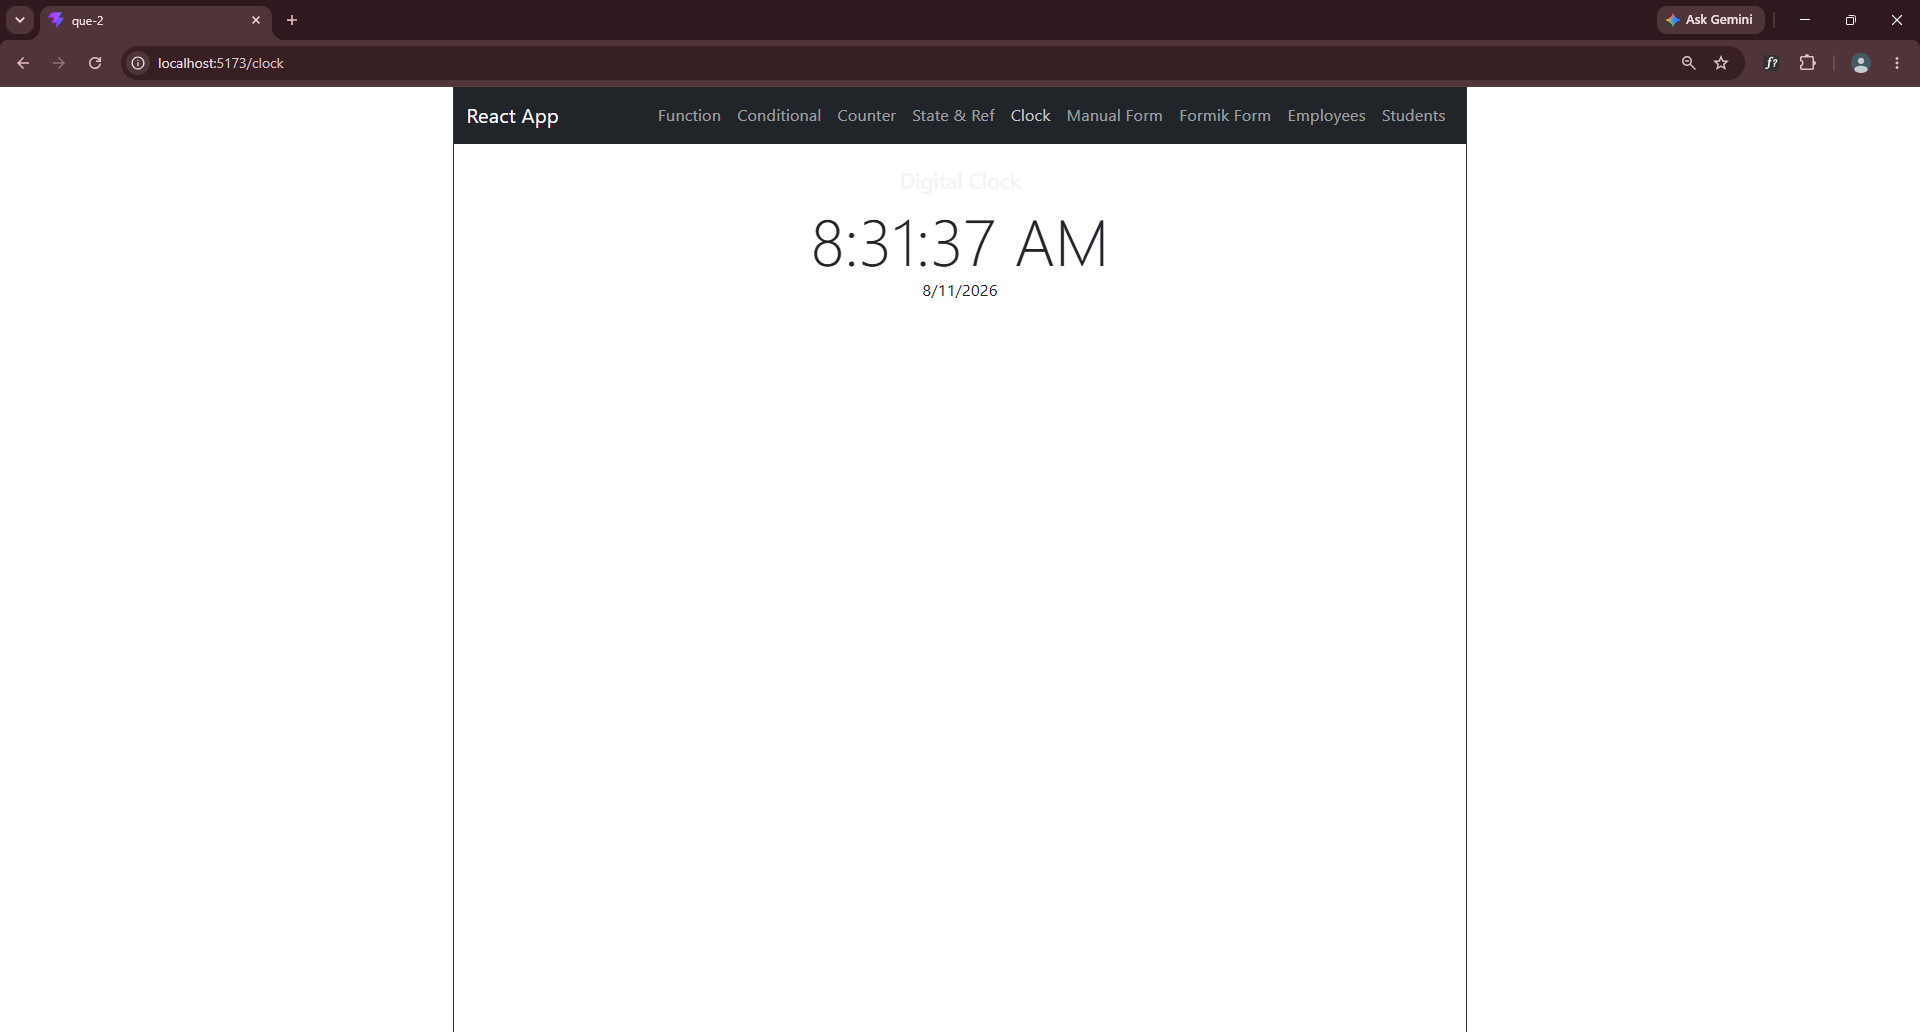 que-2
Ask Gemini
localhost:5173/clock
f?
React App Function Conditional Counter State & Ref Clock Manual Form Formik Form Employees Students
Digital Clock
8:31:37 AM
8/11/2026